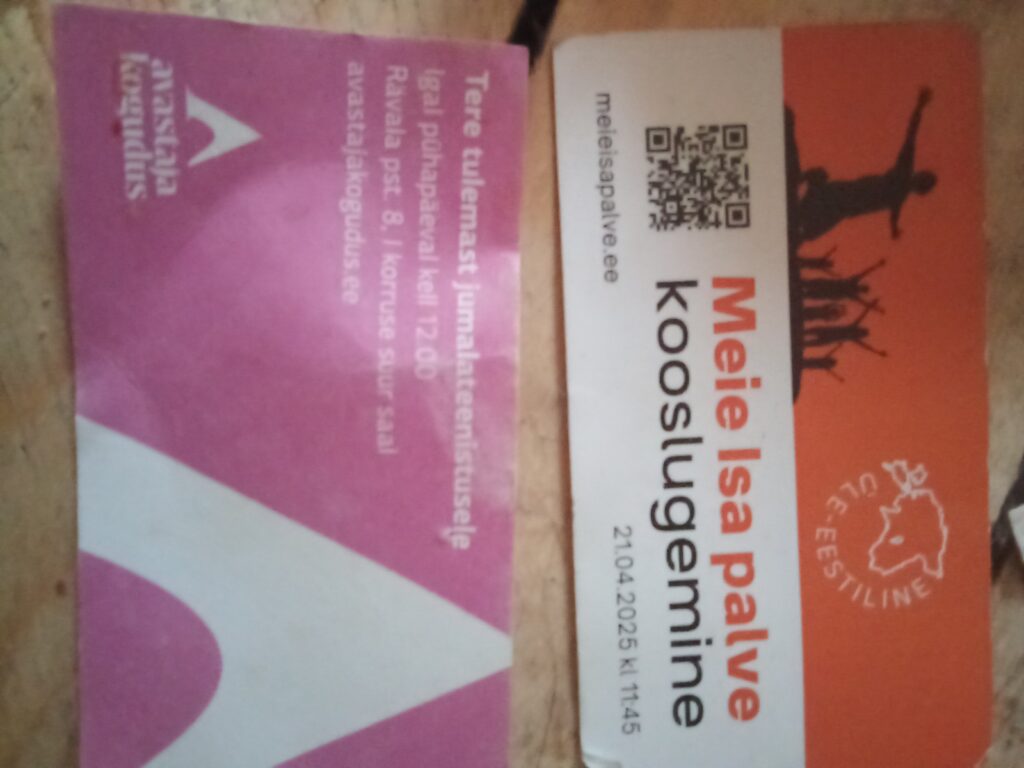 Tere tulemast jumalateenistusele
Igal pühapäeval kell 12.00
Rävala pst. 8, I korruse suur saal
avastajakogudus.ee
avastaja
kogudus
ÜLE-EESTILINE
Meie Isa palve
kooslugemine
21.04.2025 kl 11:45
meieisapalve.ee